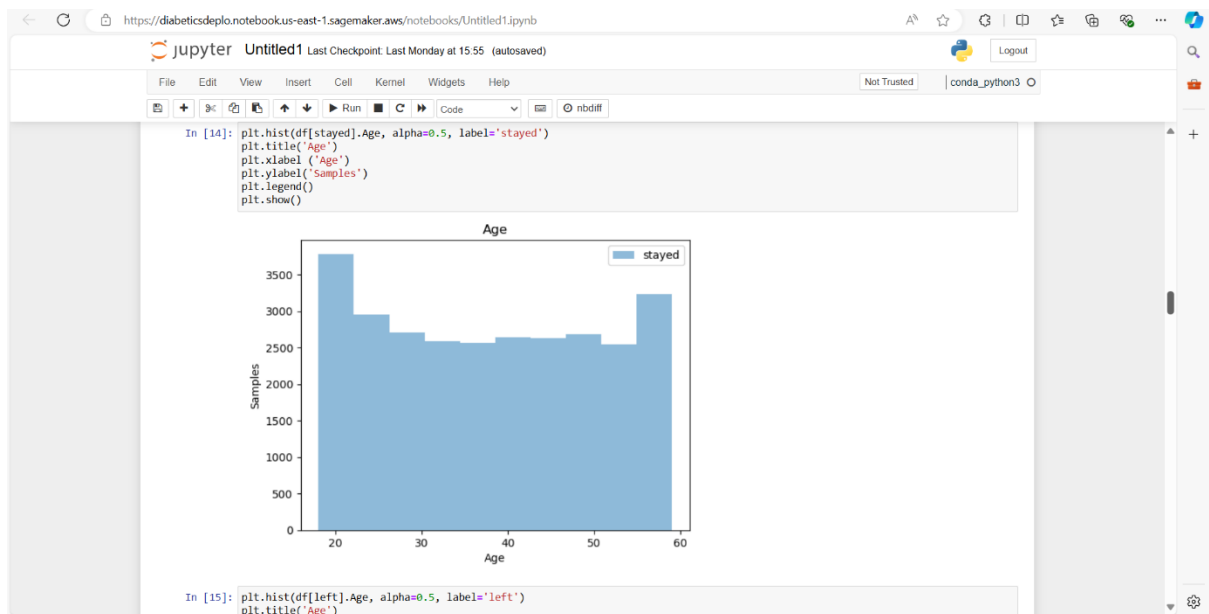 https://diabeticsdeplo.notebook.us-east-1.sagemaker.aws/notebooks/Untitled1.ipynb
jupyter Untitled1 Last Checkpoint: Last Monday at 15:55 (autosaved)
Logout
File Edit View Insert Cell Kernel Widgets Help
Not Trusted
conda_python3
Run
Code
nbdiff
In [14]: plt.hist(df[stayed].Age, alpha=0.5, label='stayed')
plt.title('Age')
plt.xlabel ('Age')
plt.ylabel('Samples')
plt.legend()
plt.show()
Age
stayed
3500
3000
2500
2000
1500
1000
500
0
Samples
20 30 40 50 60
Age
In [15]: plt.hist(df[left].Age, alpha=0.5, label='left')
plt.title('Age')